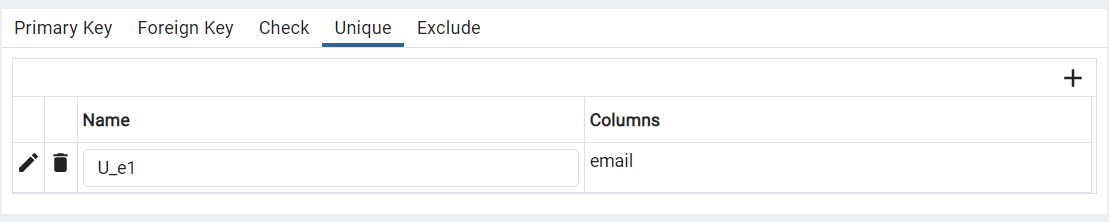 Primary Key Foreign Key Check Unique Exclude
Name Columns
U_e1 email